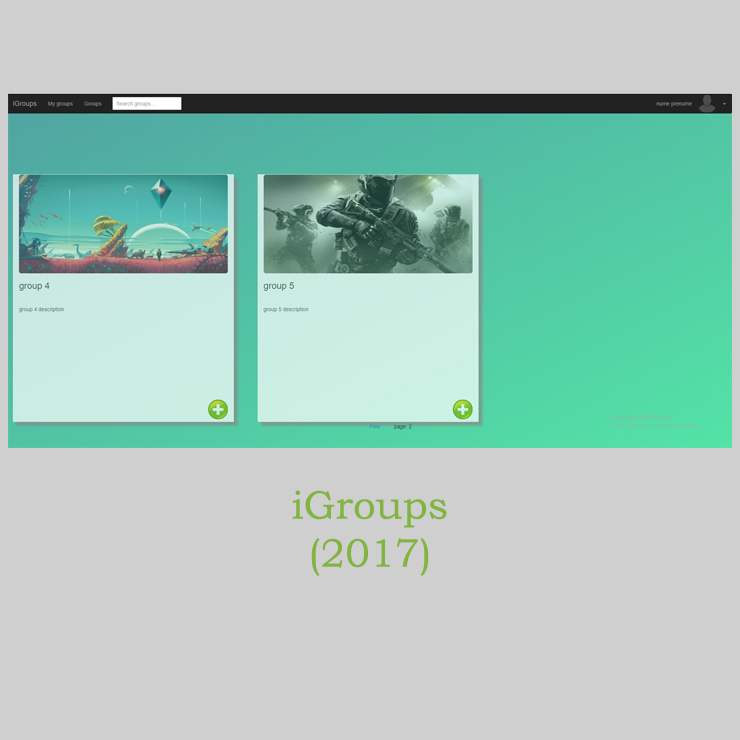 iGroups My groups Groups Search groups nume prenume
group 4
group 4 description
group 5
group 5 description
Prev page: 2
iGroups
(2017)